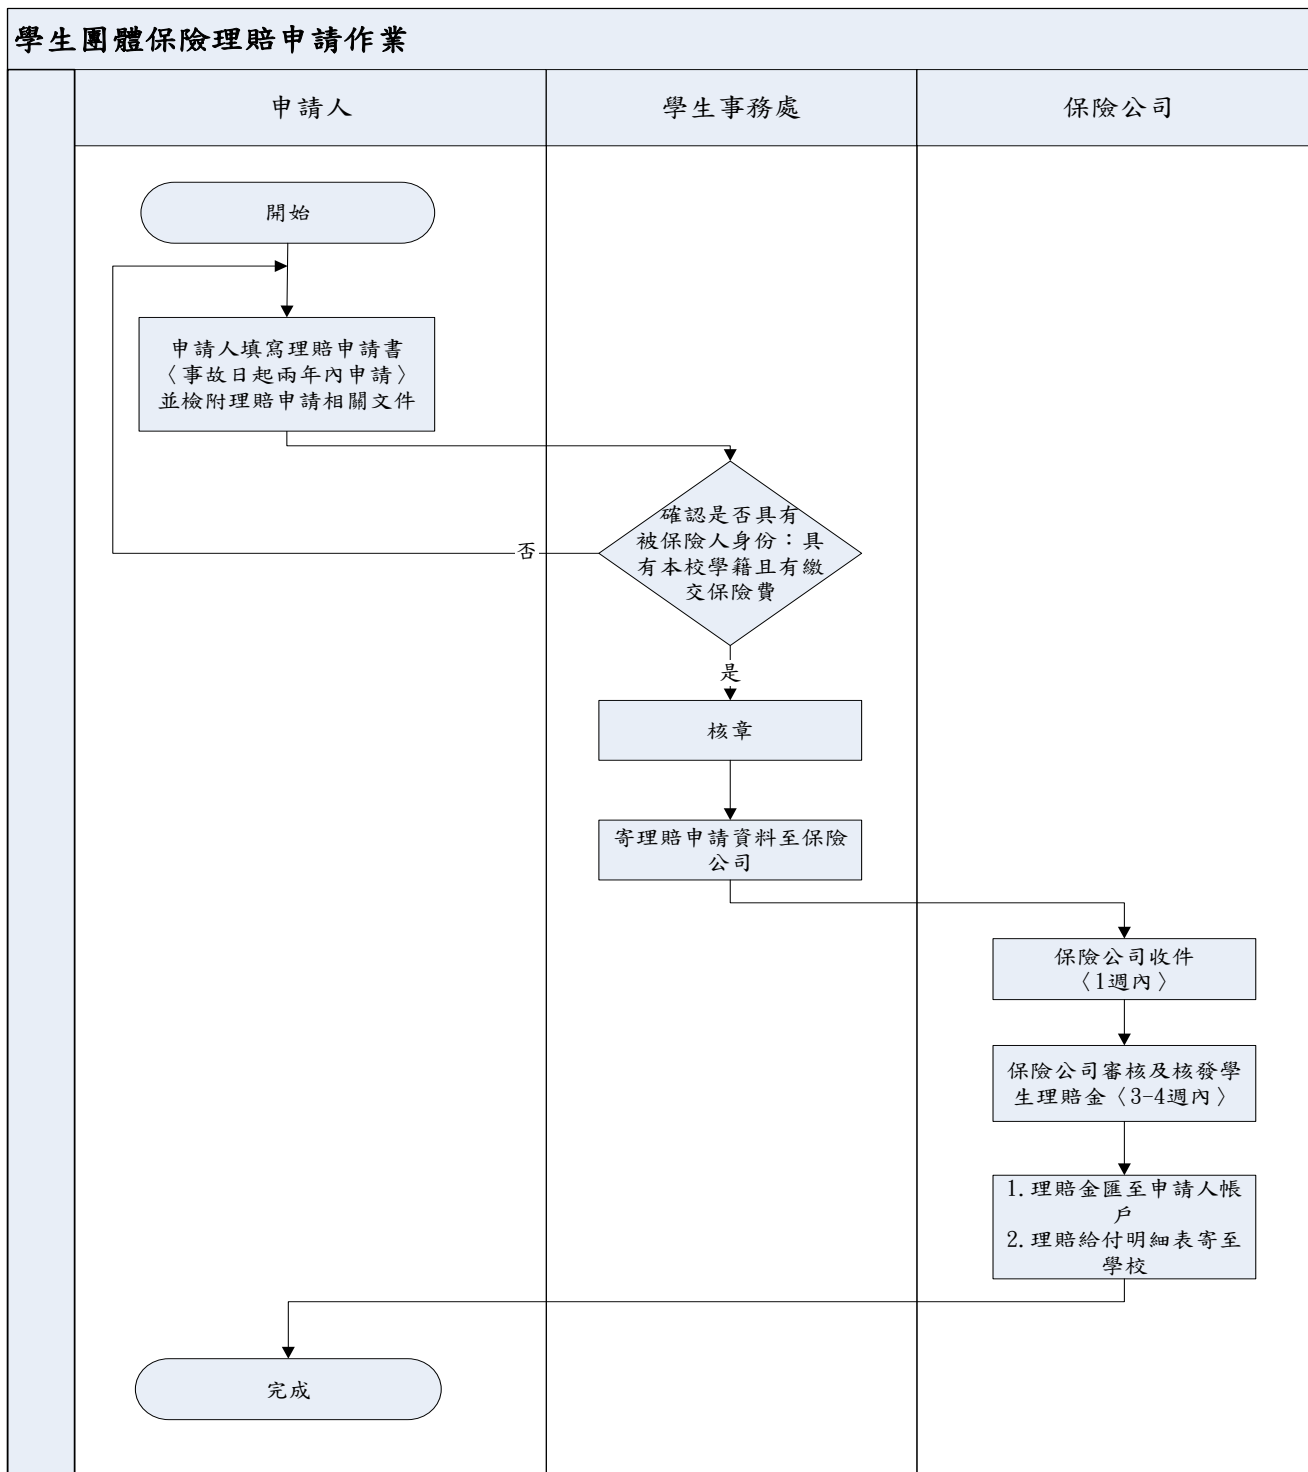 學生團體保險理賠申請作業
申請人
學生事務處
保險公司
開始
申請人填寫理賠申請書
〈事故日起兩年內申請〉
並檢附理賠申請相關文件
確認是否具有
被保險人身份：具
有本校學籍且有繳
交保險費
否
是
核章
寄理賠申請資料至保險
公司
保險公司收件
〈1週內〉
保險公司審核及核發學
生理賠金〈3-4週內〉
1.理賠金匯至申請人帳
戶
2.理賠給付明細表寄至
學校
完成